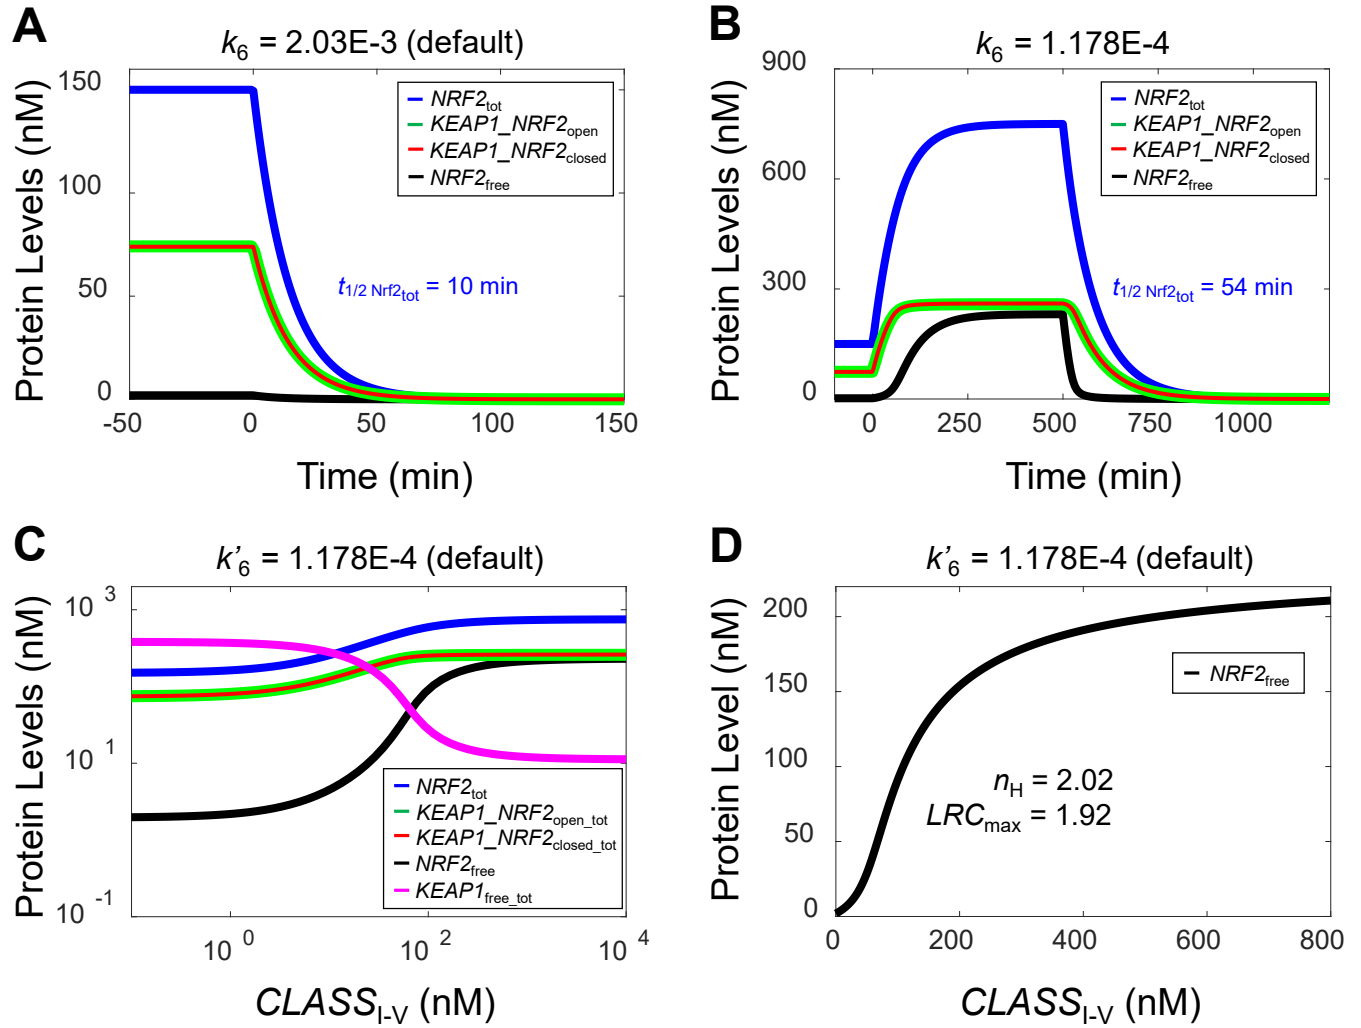 A
k6 = 2.03E-3 (default)
Protein Levels (nM)
150
100
50
0
-50 0 50 100 150
Time (min)
NRF2tot
KEAP1_NRF2open
KEAP1_NRF2closed
NRF2free
t1/2 Nrf2tot = 10 min
B
k6 = 1.178E-4
Protein Levels (nM)
900
600
300
0
0 250 500 750 1000
Time (min)
NRF2tot
KEAP1_NRF2open
KEAP1_NRF2closed
NRF2free
t1/2 Nrf2tot = 54 min
C
k'6 = 1.178E-4 (default)
Protein Levels (nM)
10 3
10 1
10 -1
10 0 10 2 10 4
CLASSI-V (nM)
NRF2tot
KEAP1_NRF2open_tot
KEAP1_NRF2closed_tot
NRF2free
KEAP1free_tot
D
k'6 = 1.178E-4 (default)
Protein Level (nM)
200
150
100
50
0
0 200 400 600 800
CLASSI-V (nM)
NRF2free
nH = 2.02
LRCmax = 1.92